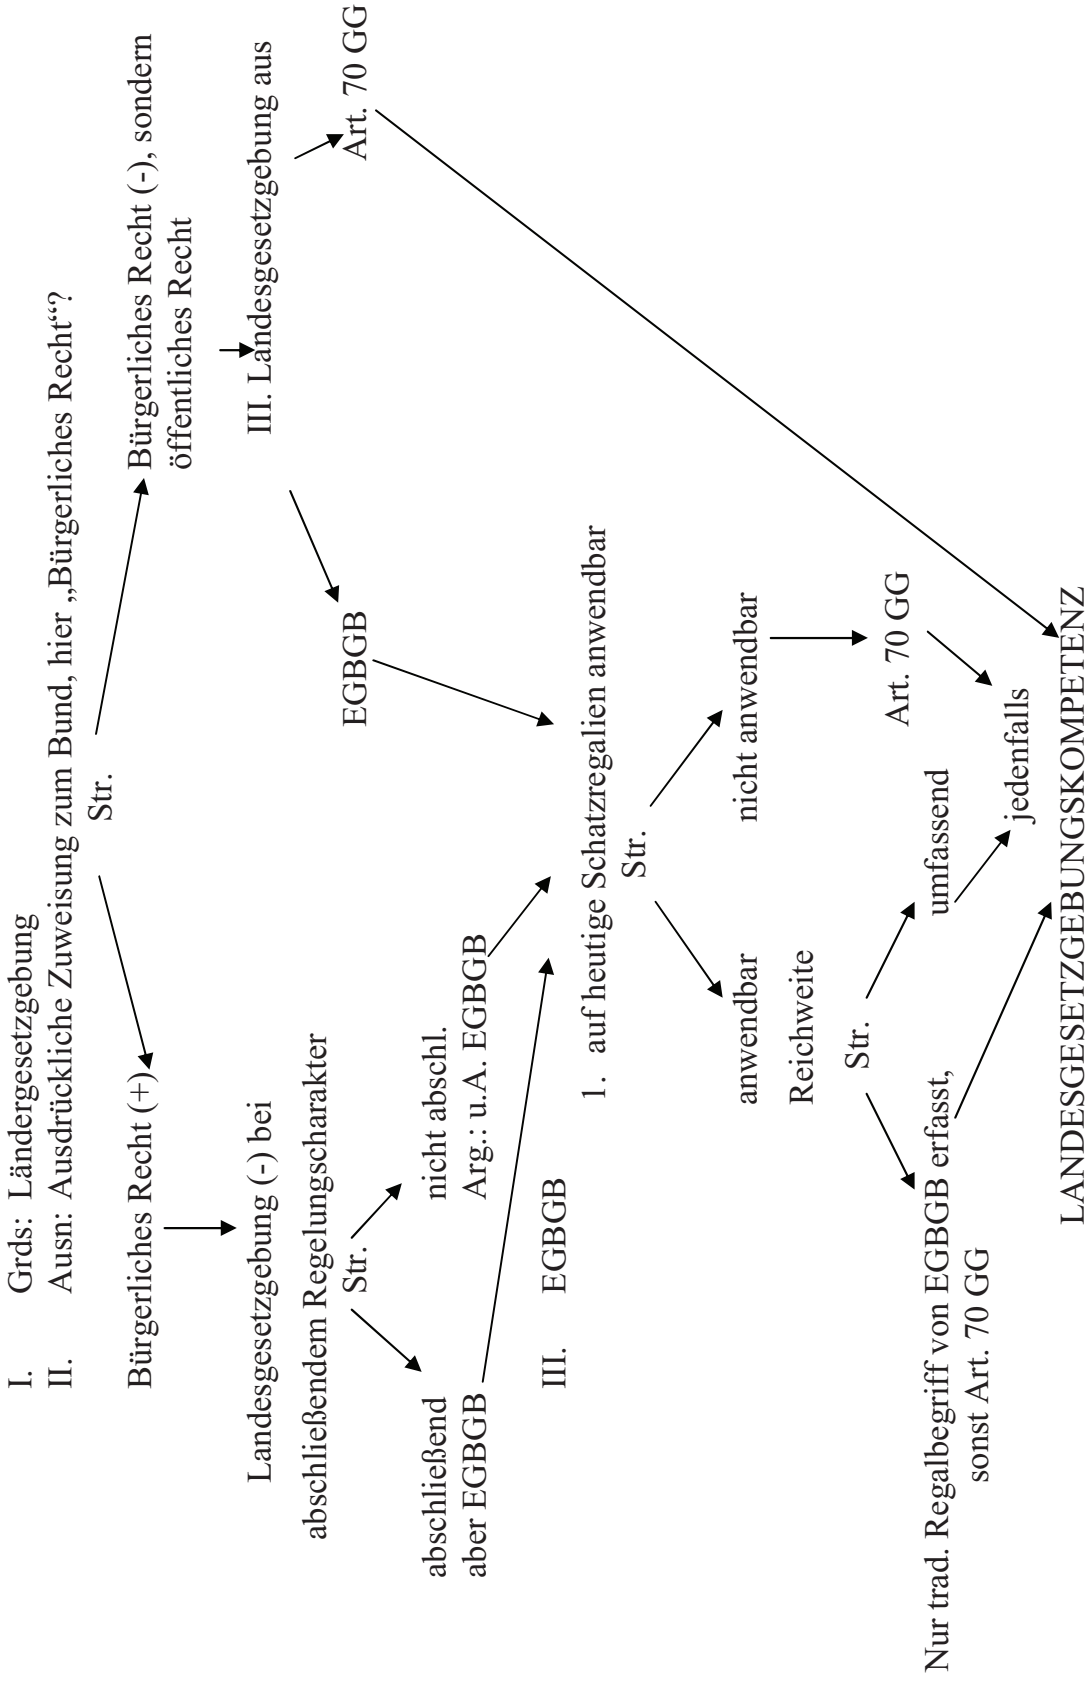 I. Grds: Ländergesetzgebung
II. Ausn: Ausdrückliche Zuweisung zum Bund, hier „Bürgerliches Recht“?
Str.
Bürgerliches Recht (+)
Bürgerliches Recht (-), sondern
öffentliches Recht
Landesgesetzgebung (-) bei
abschließendem Regelungscharakter
Str.
III. Landesgesetzgebung aus
EGBGB
Art. 70 GG
abschließend
aber EGBGB
nicht abschl.
Arg.: u.A. EGBGB
III. EGBGB
1. auf heutige Schatzregalien anwendbar
Str.
anwendbar
nicht anwendbar
Reichweite
Str.
Art. 70 GG
Nur trad. Regalbegriff von EGBGB erfasst,
sonst Art. 70 GG
umfassend
jedenfalls
LANDESGESETZGEBUNGSKOMPETENZ